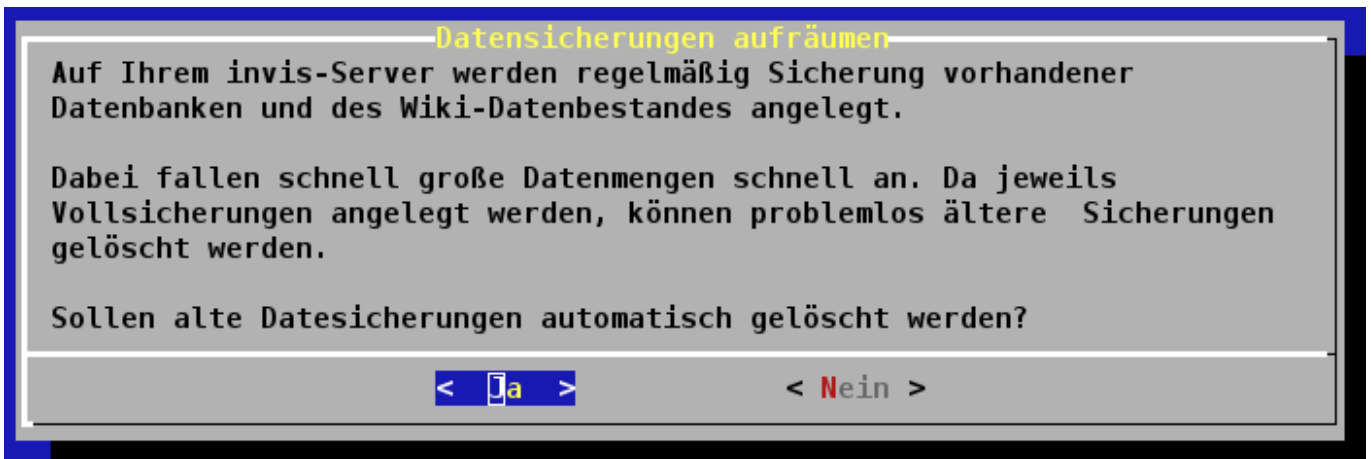 Datensicherungen aufräumen
Auf Ihrem invis-Server werden regelmäßig Sicherung vorhandener
Datenbanken und des Wiki-Datenbestandes angelegt.
Dabei fallen schnell große Datenmengen schnell an. Da jeweils
Vollsicherungen angelegt werden, können problemlos ältere  Sicherungen
gelöscht werden.
Sollen alte Datesicherungen automatisch gelöscht werden?
<  Ja  > < Nein >